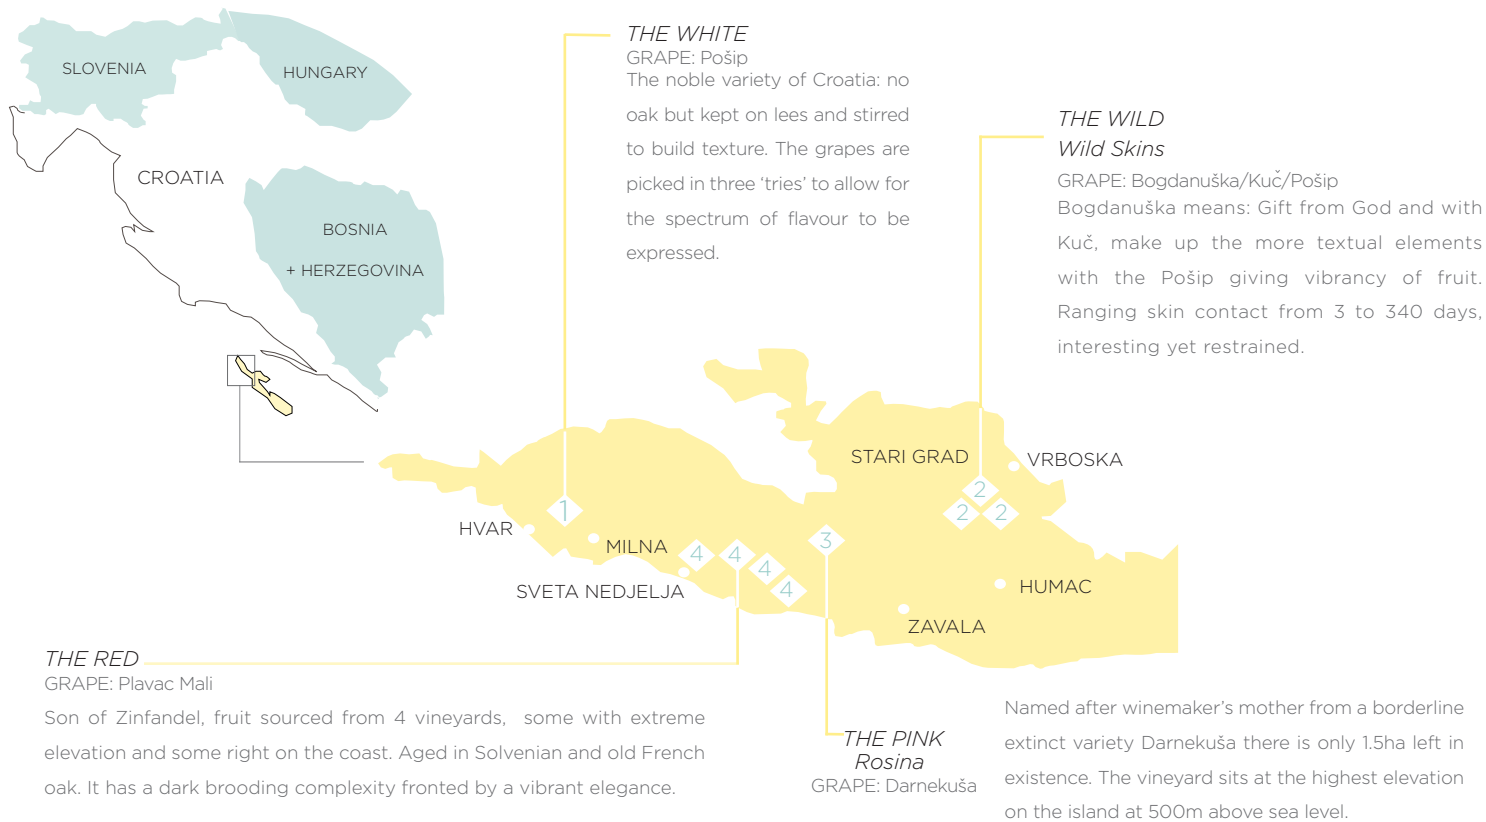 SLOVENIA
HUNGARY
CROATIA
BOSNIA
+ HERZEGOVINA
THE WHITE
GRAPE: Pošip
The noble variety of Croatia: no
oak but kept on lees and stirred
to build texture. The grapes are
picked in three ‘tries’ to allow for
the spectrum of flavour to be
expressed.
THE WILD
Wild Skins
GRAPE: Bogdanuška/Kuč/Pošip
Bogdanuška means: Gift from God and with
Kuč, make up the more textual elements
with the Pošip giving vibrancy of fruit.
Ranging skin contact from 3 to 340 days,
interesting yet restrained.
STARI GRAD
VRBOSKA
2
2 2
1
HVAR
MILNA
3
4 4
4
4
SVETA NEDJELJA
HUMAC
ZAVALA
THE RED
GRAPE: Plavac Mali
Son of Zinfandel, fruit sourced from 4 vineyards, some with extreme
elevation and some right on the coast. Aged in Solvenian and old French
oak. It has a dark brooding complexity fronted by a vibrant elegance.
THE PINK
Rosina
GRAPE: Darnekuša
Named after winemaker’s mother from a borderline
extinct variety Darnekuša there is only 1.5ha left in
existence. The vineyard sits at the highest elevation
on the island at 500m above sea level.